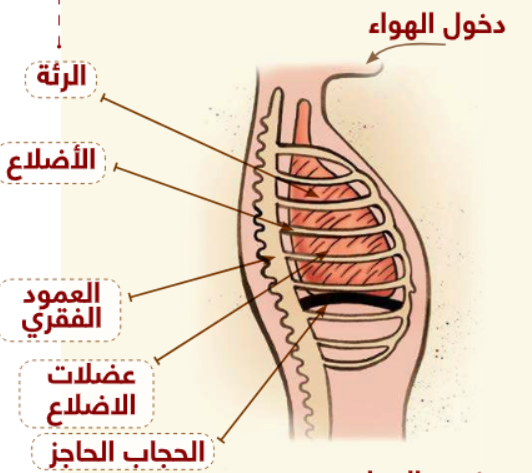 دخول الهواء
الرئة
الأضلاع
العمود
الفقري
عضلات
الاضلاع
الحجاب الحاجز